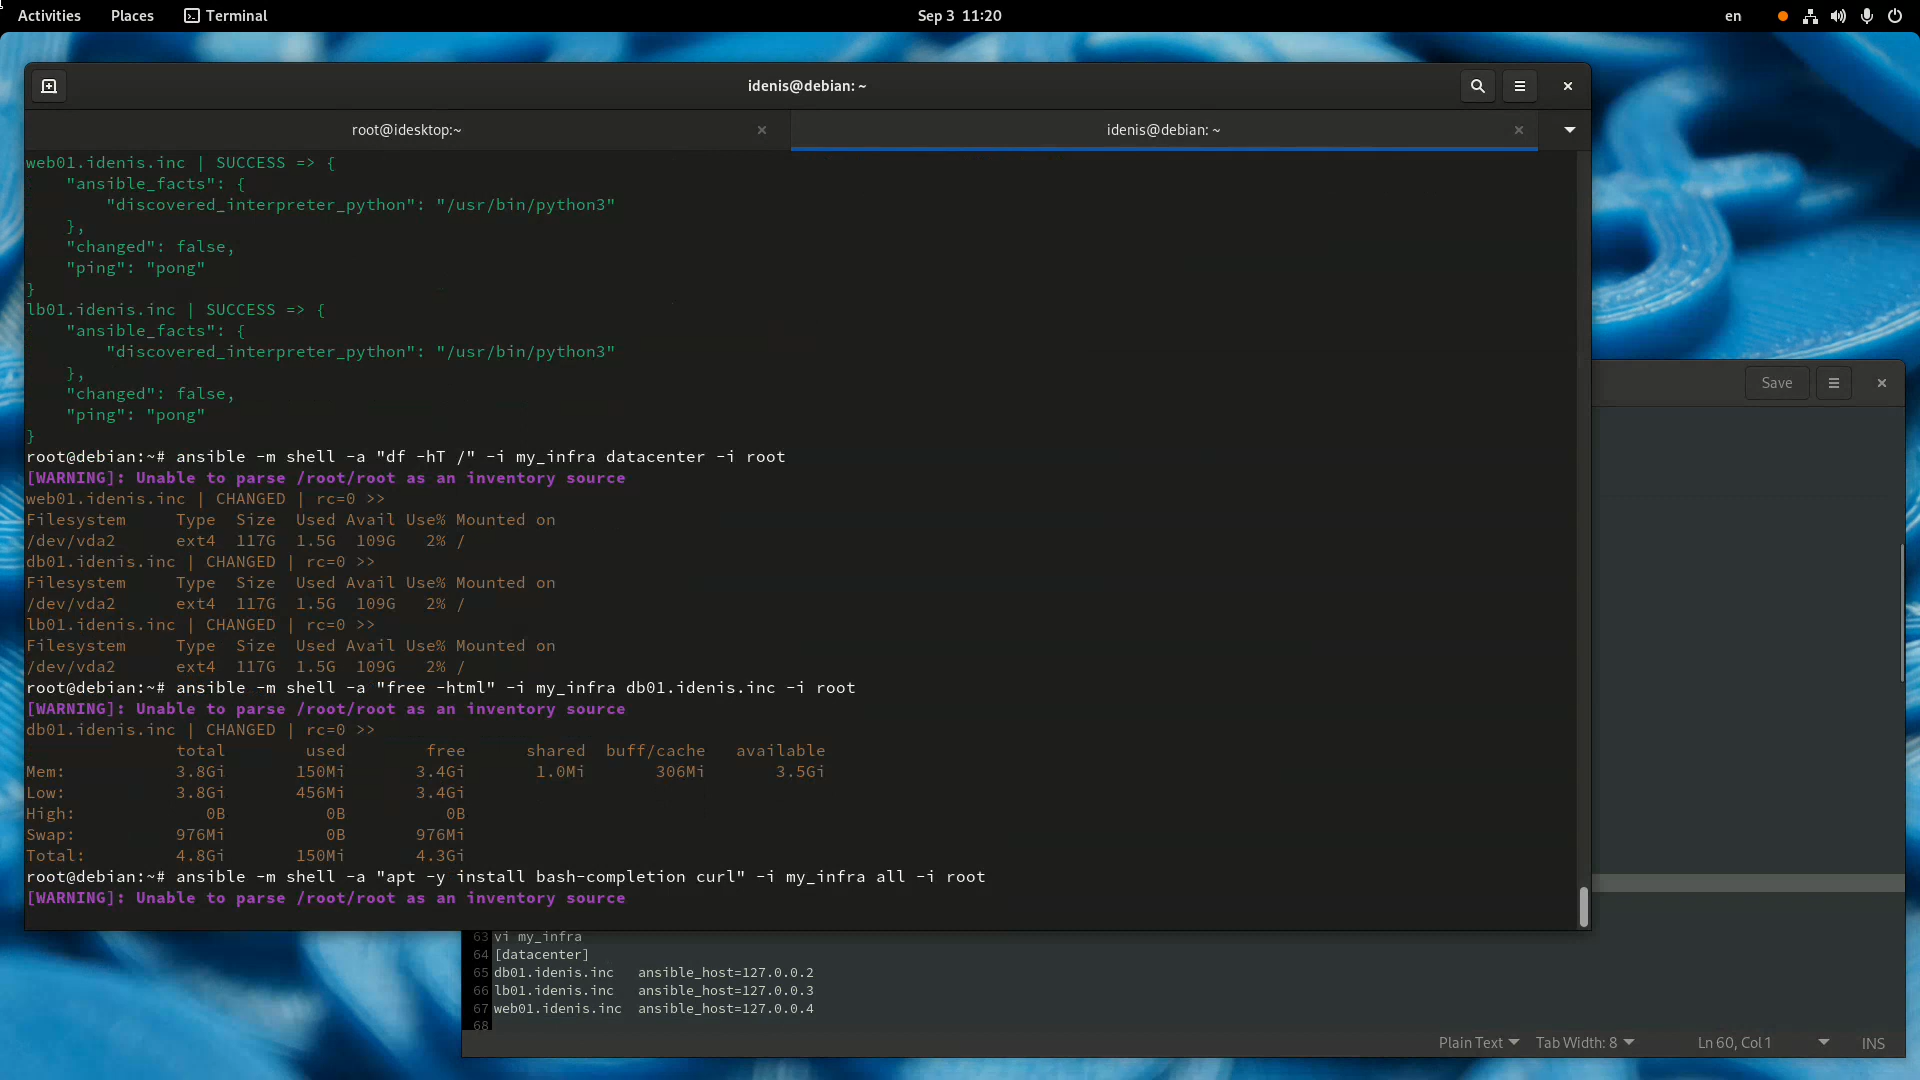 Activities Places Terminal Sep 3 11:20 en
idenis@debian: ~
root@idesktop:~ idenis@debian: ~
web01.idenis.inc | SUCCESS => {
    "ansible_facts": {
        "discovered_interpreter_python": "/usr/bin/python3"
    },
    "changed": false,
    "ping": "pong"
}
lb01.idenis.inc | SUCCESS => {
    "ansible_facts": {
        "discovered_interpreter_python": "/usr/bin/python3"
    },
    "changed": false,
    "ping": "pong"
}
root@debian:~# ansible -m shell -a "df -hT /" -i my_infra datacenter -i root
[WARNING]: Unable to parse /root/root as an inventory source
web01.idenis.inc | CHANGED | rc=0 >>
Filesystem     Type  Size  Used Avail Use% Mounted on
/dev/vda2      ext4  117G  1.5G  109G   2% /
db01.idenis.inc | CHANGED | rc=0 >>
Filesystem     Type  Size  Used Avail Use% Mounted on
/dev/vda2      ext4  117G  1.5G  109G   2% /
lb01.idenis.inc | CHANGED | rc=0 >>
Filesystem     Type  Size  Used Avail Use% Mounted on
/dev/vda2      ext4  117G  1.5G  109G   2% /
root@debian:~# ansible -m shell -a "free -html" -i my_infra db01.idenis.inc -i root
[WARNING]: Unable to parse /root/root as an inventory source
db01.idenis.inc | CHANGED | rc=0 >>
               total        used        free      shared  buff/cache   available
Mem:           3.8Gi       150Mi       3.4Gi       1.0Mi       306Mi       3.5Gi
Low:           3.8Gi       456Mi       3.4Gi
High:             0B          0B          0B
Swap:          976Mi          0B       976Mi
Total:         4.8Gi       150Mi       4.3Gi
root@debian:~# ansible -m shell -a "apt -y install bash-completion curl" -i my_infra all -i root
[WARNING]: Unable to parse /root/root as an inventory source
Save
63 vi my_infra
64 [datacenter]
65 db01.idenis.inc   ansible_host=127.0.0.2
66 lb01.idenis.inc   ansible_host=127.0.0.3
67 web01.idenis.inc  ansible_host=127.0.0.4
68
Plain Text Tab Width: 8 Ln 60, Col 1 INS